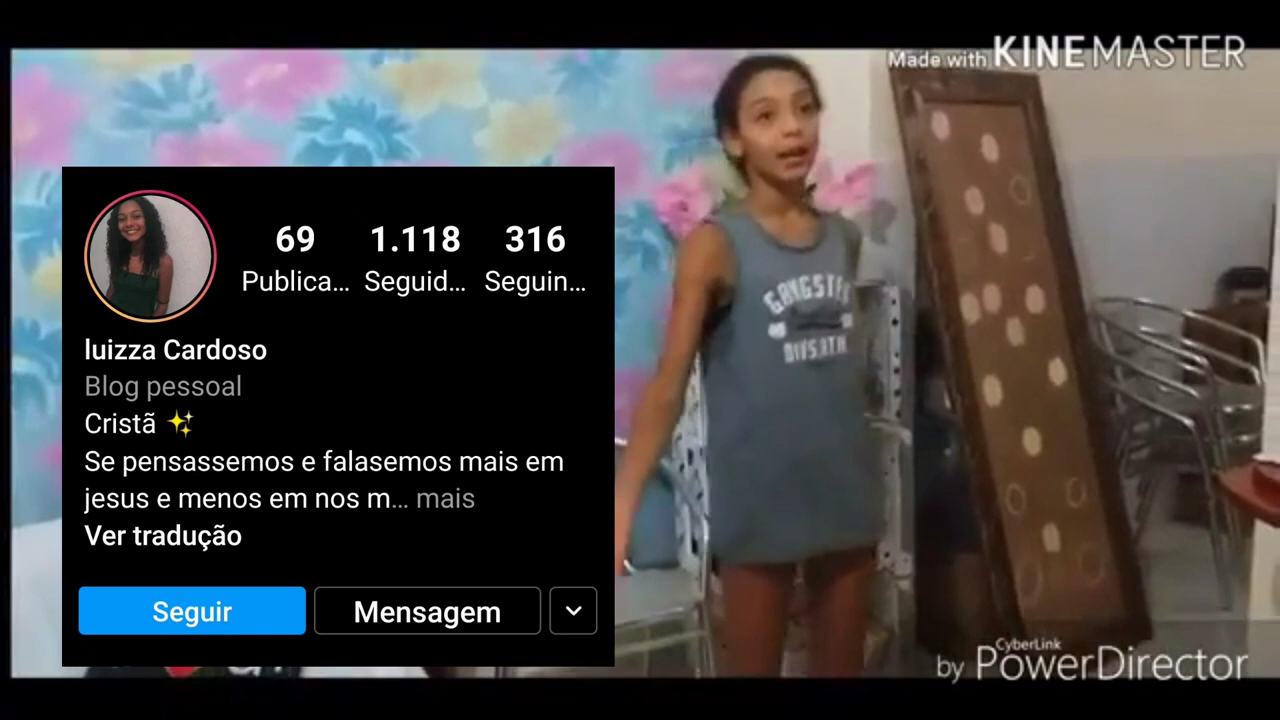 Made with KINEMASTER
69 1.118 316
Publica... Seguid... Seguin...
luizza Cardoso
Blog pessoal
Cristã ✨
Se pensassemos e falasemos mais em
jesus e menos em nos m... mais
Ver tradução
Seguir Mensagem
CyberLink
by PowerDirector